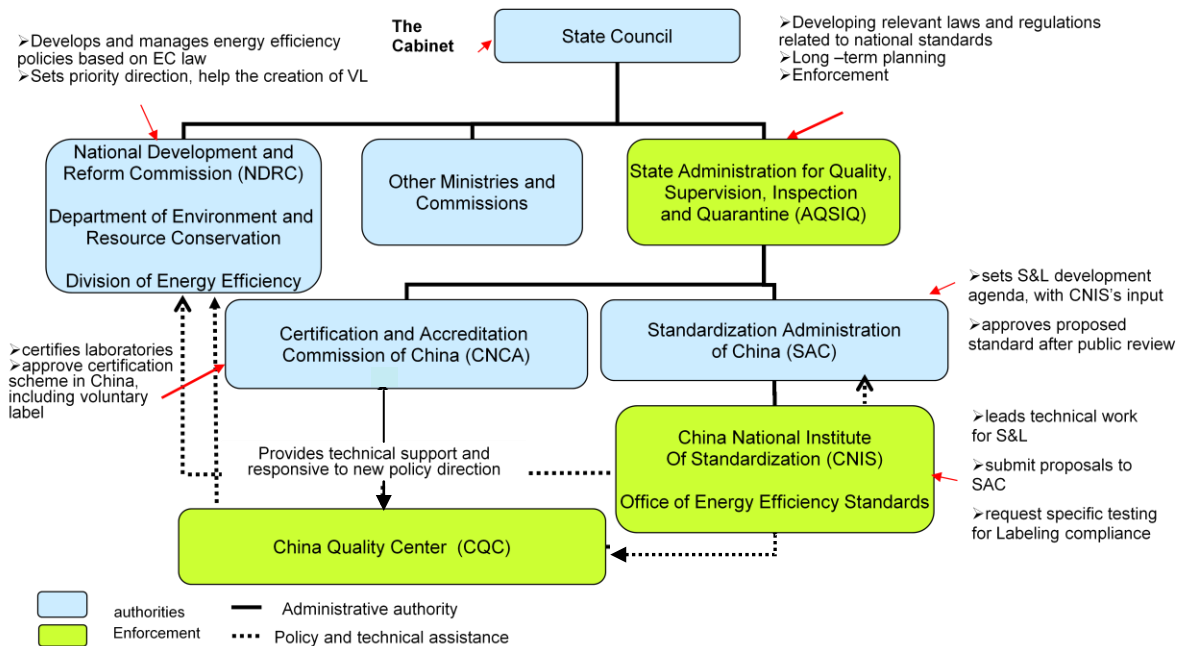 The
Cabinet
State Council
➢Develops and manages energy efficiency
policies based on EC law
➢Sets priority direction, help the creation of VL
➢Developing relevant laws and regulations
related to national standards
➢Long –term planning
➢Enforcement
National Development and
Reform Commission (NDRC)
Department of Environment and
Resource Conservation
Division of Energy Efficiency
Other Ministries and
Commissions
State Administration for Quality,
Supervision, Inspection
and Quarantine (AQSIQ)
➢certifies laboratories
➢approve certification
scheme in China,
including voluntary
label
Certification and Accreditation
Commission of China (CNCA)
Standardization Administration
of China (SAC)
➢sets S&L development
agenda, with CNIS's input
➢approves proposed
standard after public review
Provides technical support and
responsive to new policy direction
China National Institute
Of Standardization (CNIS)
Office of Energy Efficiency Standards
➢leads technical work
for S&L
➢submit proposals to
SAC
➢request specific testing
for Labeling compliance
China Quality Center (CQC)
authorities
Enforcement
Administrative authority
Policy and technical assistance